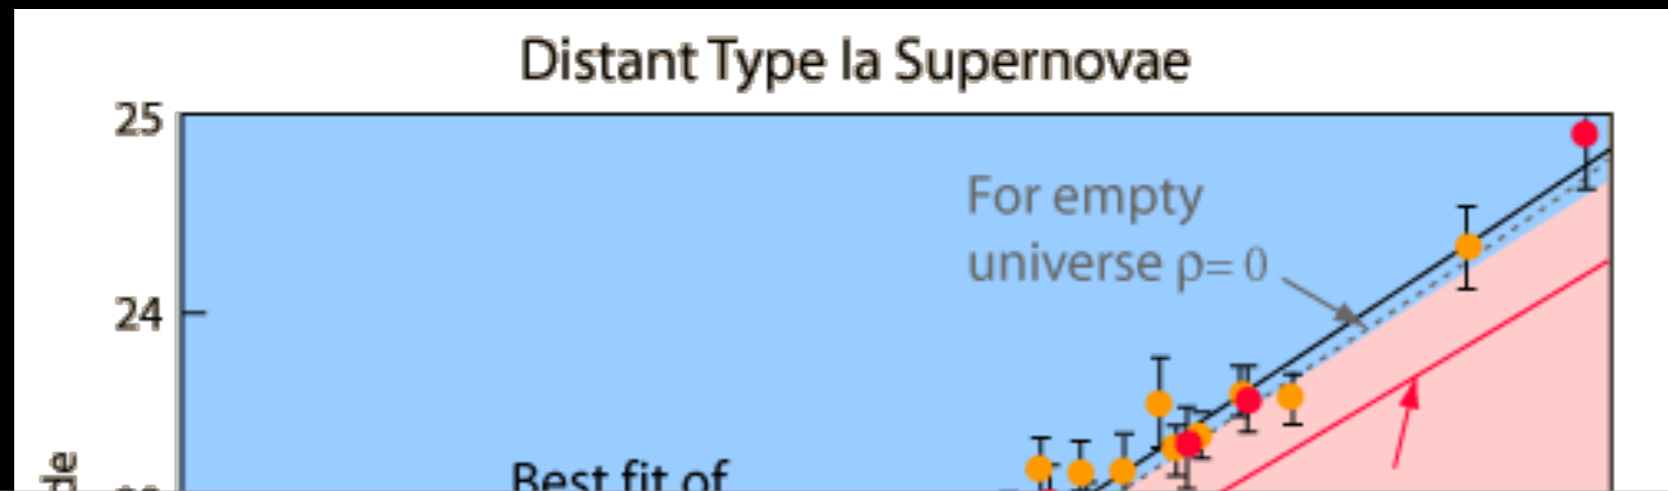 Distant Type Ia Supernovae
25
For empty
universe ρ= 0
24
Best fit of